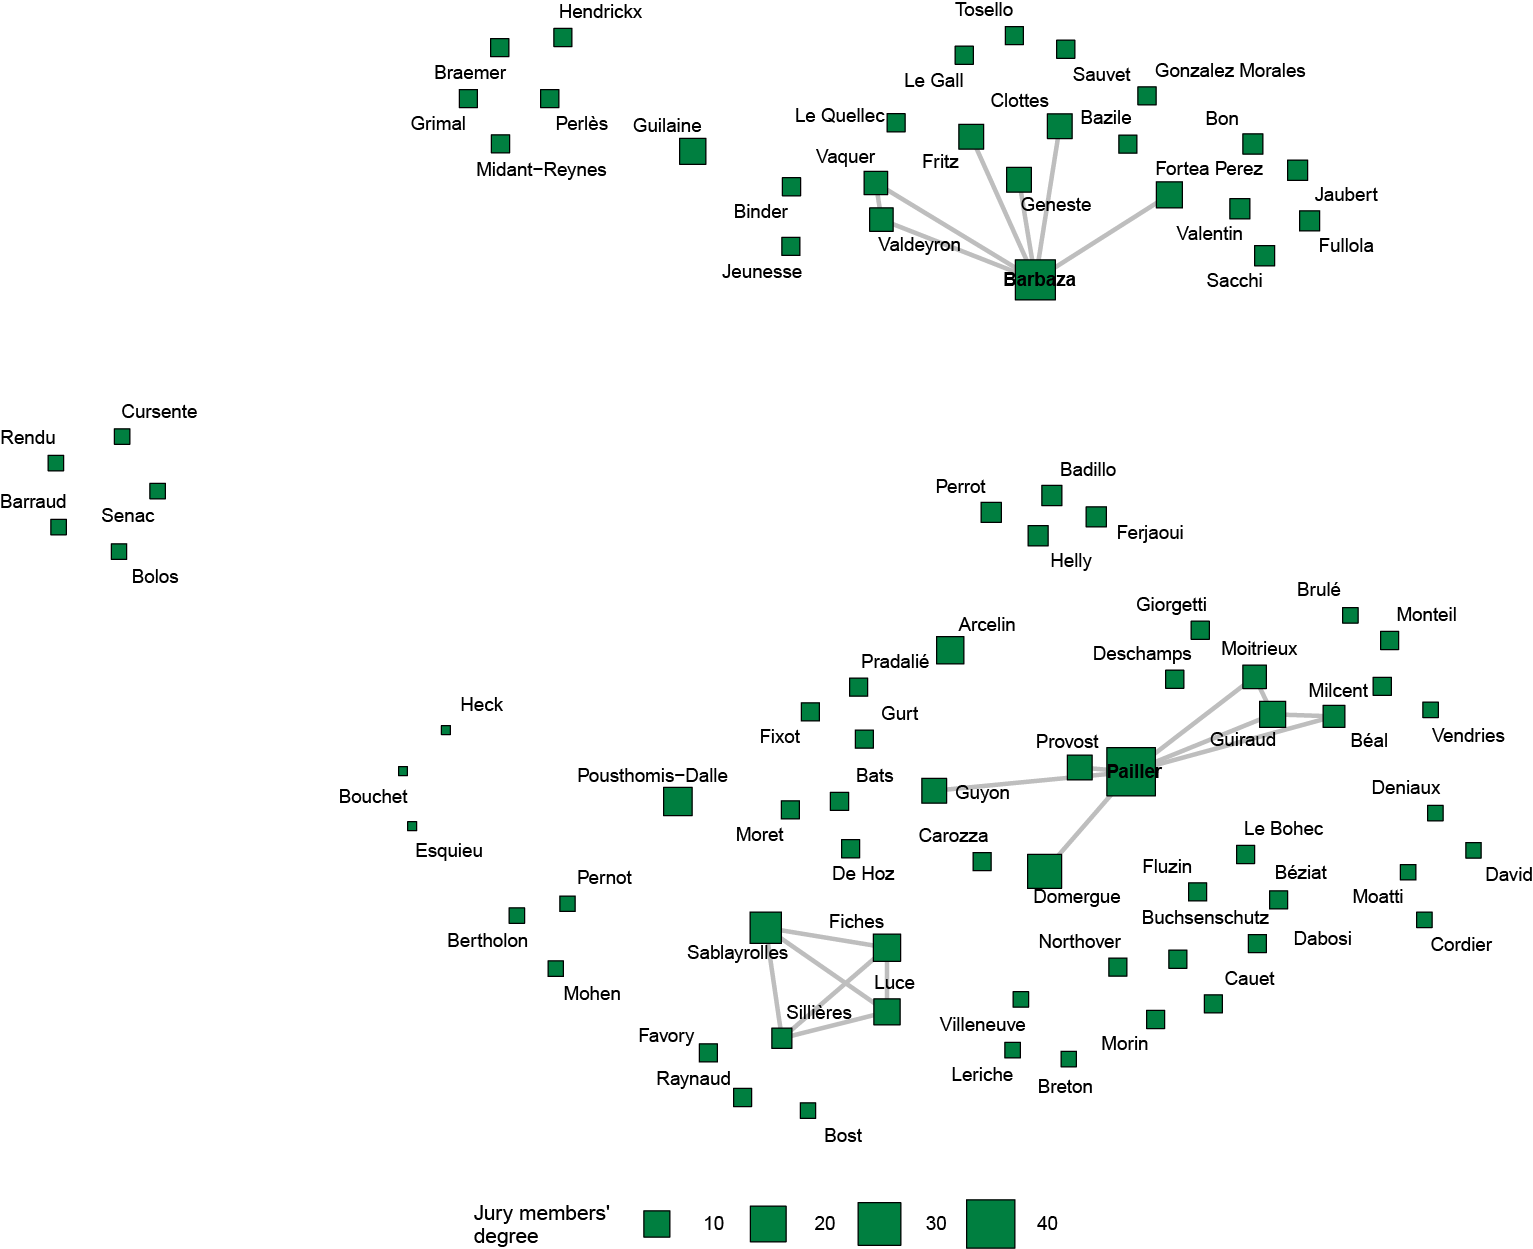 Hendrickx
Tosello
Braemer
Le Gall
Sauvet
Gonzalez Morales
Grimal
Perlès
Guilaine
Clottes
Le Quellec
Bazile
Bon
Midant−Reynes
Vaquer
Fritz
Fortea Perez
Jaubert
Binder
Geneste
Valentin
Fullola
Jeunesse
Valdeyron
Barbaza
Sacchi
Cursente
Rendu
Barraud
Senac
Bolos
Badillo
Perrot
Ferjaoui
Helly
Brulé
Giorgetti
Monteil
Arcelin
Moitrieux
Deschamps
Pradalié
Milcent
Heck
Gurt
Fixot
Vendries
Guiraud
Béal
Provost
Pailler
Pousthomis−Dalle
Bats
Bouchet
Guyon
Deniaux
Moret
Carozza
Le Bohec
Esquieu
De Hoz
Fluzin
Béziat
David
Pernot
Domergue
Moatti
Fiches
Buchsenschutz
Bertholon
Sablayrolles
Northover
Dabosi
Cordier
Mohen
Luce
Cauet
Sillières
Villeneuve
Favory
Morin
Raynaud
Leriche
Breton
Bost
Jury members'
degree
10
20
30
40